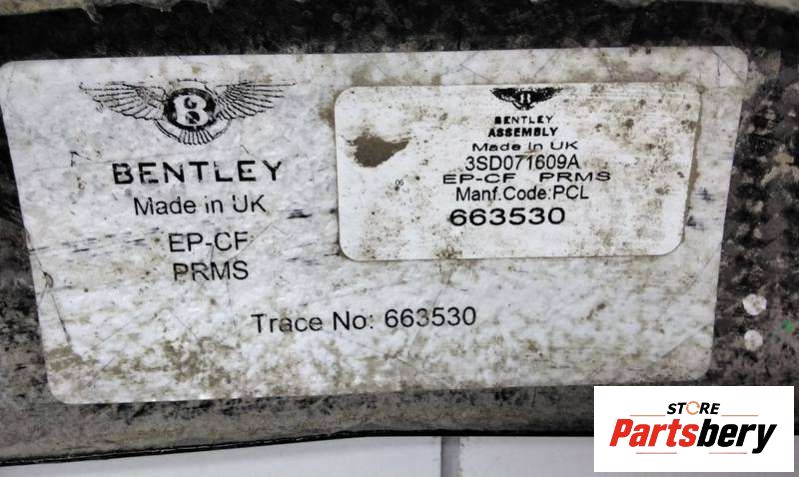 B
BENTLEY
Made in UK
EP-CF
PRMS
Trace No: 663530
B
BENTLEY
ASSEMBLY
Made in UK
3SD071609A
EP-CF PRMS
Manf.Code:PCL
663530
06
STORE
Partsbery